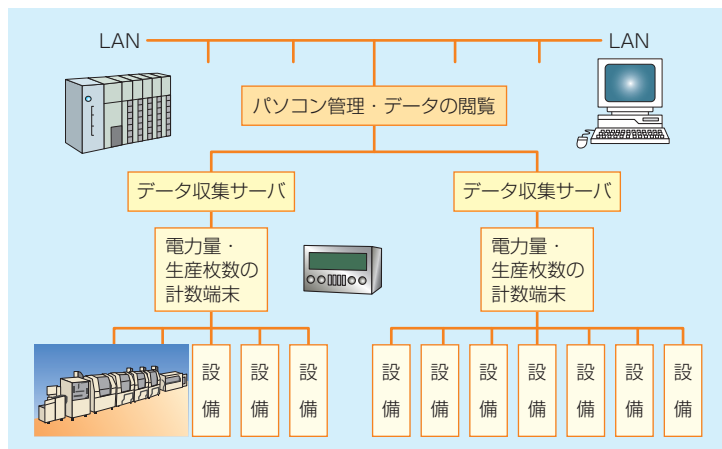 LAN
LAN
パソコン管理・データの閲覧
データ収集サーバ
データ収集サーバ
電力量・
生産枚数の
計数端末
電力量・
生産枚数の
計数端末
設備
設備
設備
設備
設備
設備
設備
設備
設備
設備